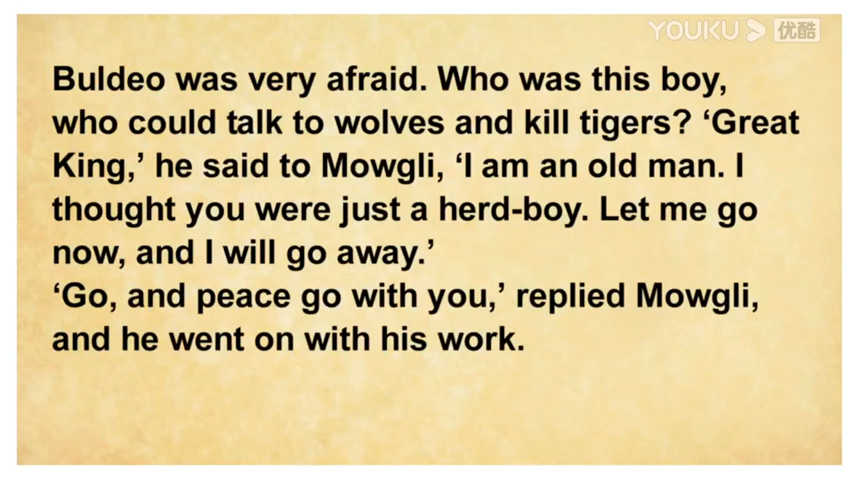 YOUKU 优酷
Buldeo was very afraid. Who was this boy,
who could talk to wolves and kill tigers? ‘Great
King,’ he said to Mowgli, ‘I am an old man. I
thought you were just a herd-boy. Let me go
now, and I will go away.’
‘Go, and peace go with you,’ replied Mowgli,
and he went on with his work.